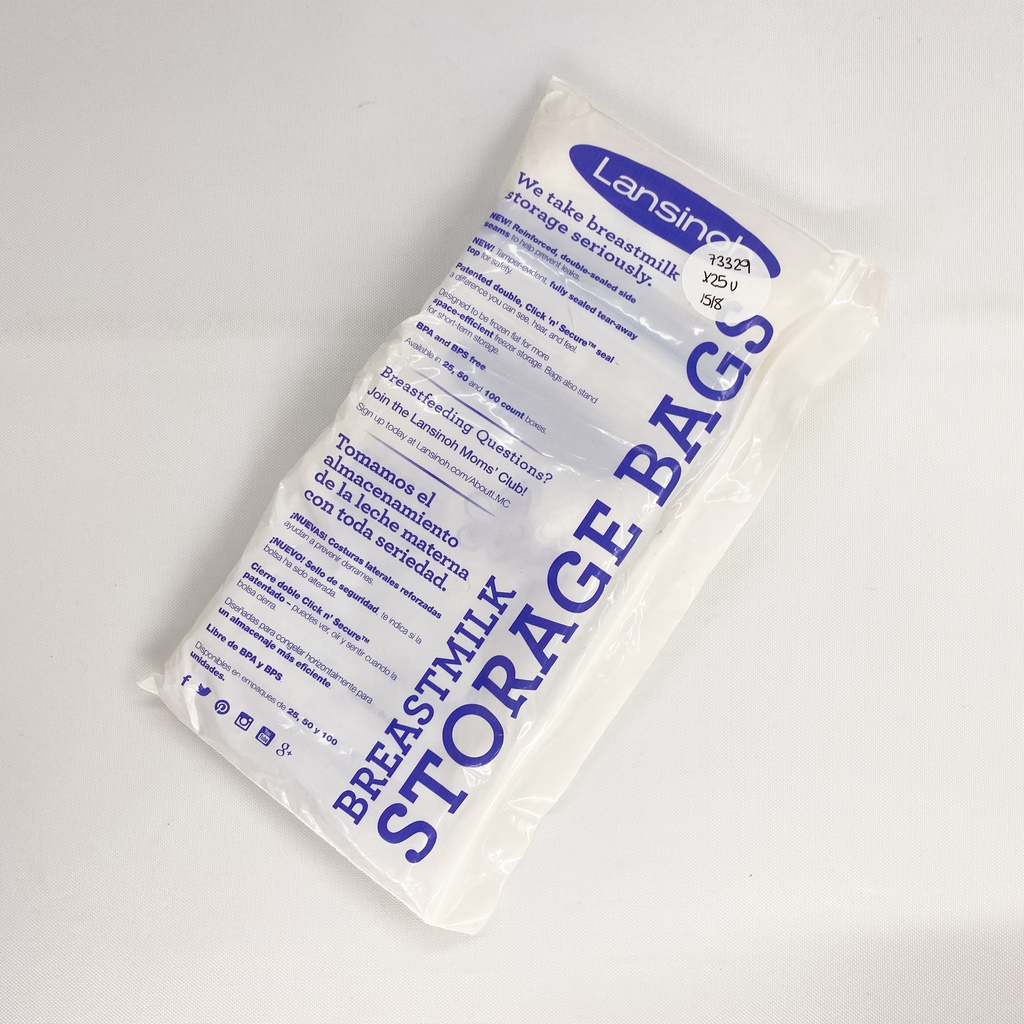 Lansinoh
73329
X25 U
15/8
We take breastmilk
storage seriously.
NEW! Reinforced, double-sealed side
seams to help prevent leaks.
NEW! Tamper-evident, fully sealed tear-away
top for safety.
Patented double, Click 'n' Secure™ seal –
a difference you can see, hear, and feel.
Designed to be frozen flat for more
space-efficient freezer storage. Bags also stand
for short-term storage.
BPA and BPS free.
Available in 25, 50 and 100 count boxes.
Breastfeeding Questions?
Join the Lansinoh Moms' Club!
Sign up today at Lansinoh.com/AboutLMC
Tomamos el
almacenamiento
de la leche materna
con toda seriedad.
¡NUEVAS! Costuras laterales reforzadas
ayudan a prevenir derrames.
¡NUEVO! Sello de seguridad, te indica si la
bolsa ha sido alterada.
Cierre doble Click n' Secure™
patentado – puedes ver, oír y sentir cuando la
bolsa cierra.
Diseñadas para congelar horizontalmente para
un almacenaje más eficiente.
Libre de BPA y BPS
Disponibles en empaques de 25, 50 y 100
unidades.
BREASTMILK
STORAGE BAGS